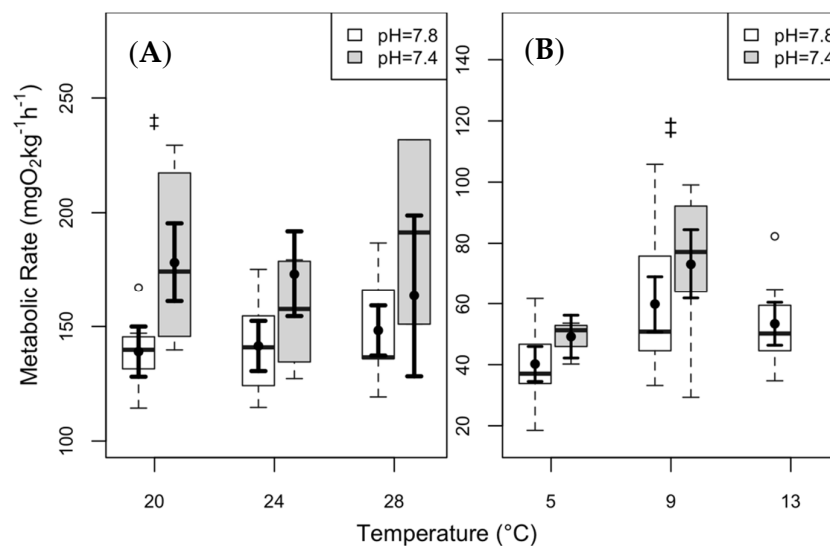 (A)
pH=7.8
pH=7.4
(B)
pH=7.8
pH=7.4
Metabolic Rate (mgO₂kg⁻¹h⁻¹)
250
200
150
100
‡
20
24
28
140
120
100
80
60
40
20
‡
5
9
13
Temperature (°C)